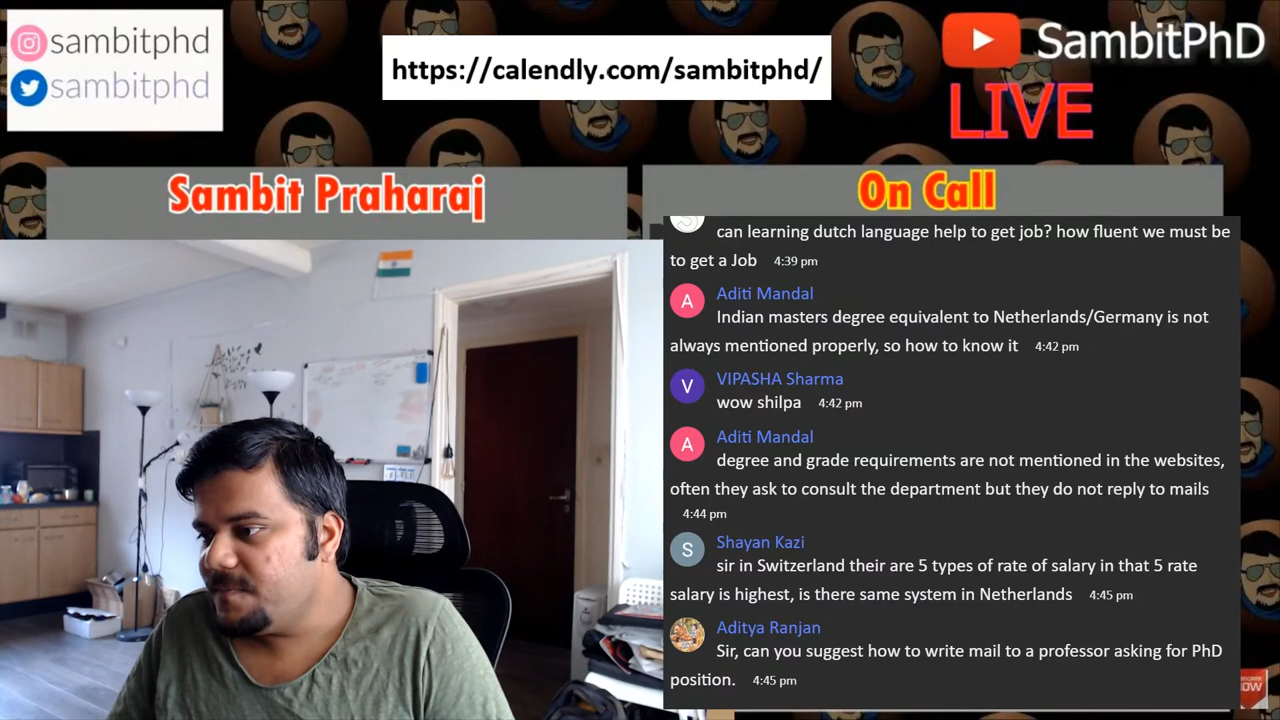 sambitphd
sambitphd
https://calendly.com/sambitphd/
SambitPhD
LIVE
Sambit Praharaj
On Call
can learning dutch language help to get job? how fluent we must be
to get a Job 4:39 pm
A Aditi Mandal
Indian masters degree equivalent to Netherlands/Germany is not
always mentioned properly, so how to know it 4:42 pm
V VIPASHA Sharma
wow shilpa 4:42 pm
A Aditi Mandal
degree and grade requirements are not mentioned in the websites,
often they ask to consult the department but they do not reply to mails
4:44 pm
S Shayan Kazi
sir in Switzerland their are 5 types of rate of salary in that 5 rate
salary is highest, is there same system in Netherlands 4:45 pm
Aditya Ranjan
Sir, can you suggest how to write mail to a professor asking for PhD
position. 4:45 pm